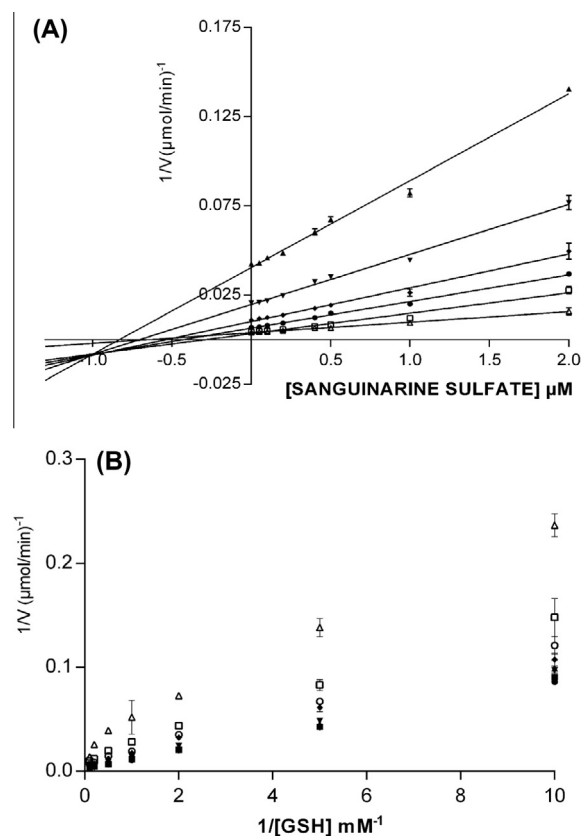 (A)
0.175
0.125
0.075
0.025
-0.025
1/V (μmol/min)-1
-1.0 -0.5 0.5 1.0 1.5 2.0
[SANGUINARINE SULFATE] μM
(B)
0.3
0.2
0.1
0.0
1/V (μmol/min)-1
0 2 4 6 8 10
1/[GSH] mM-1